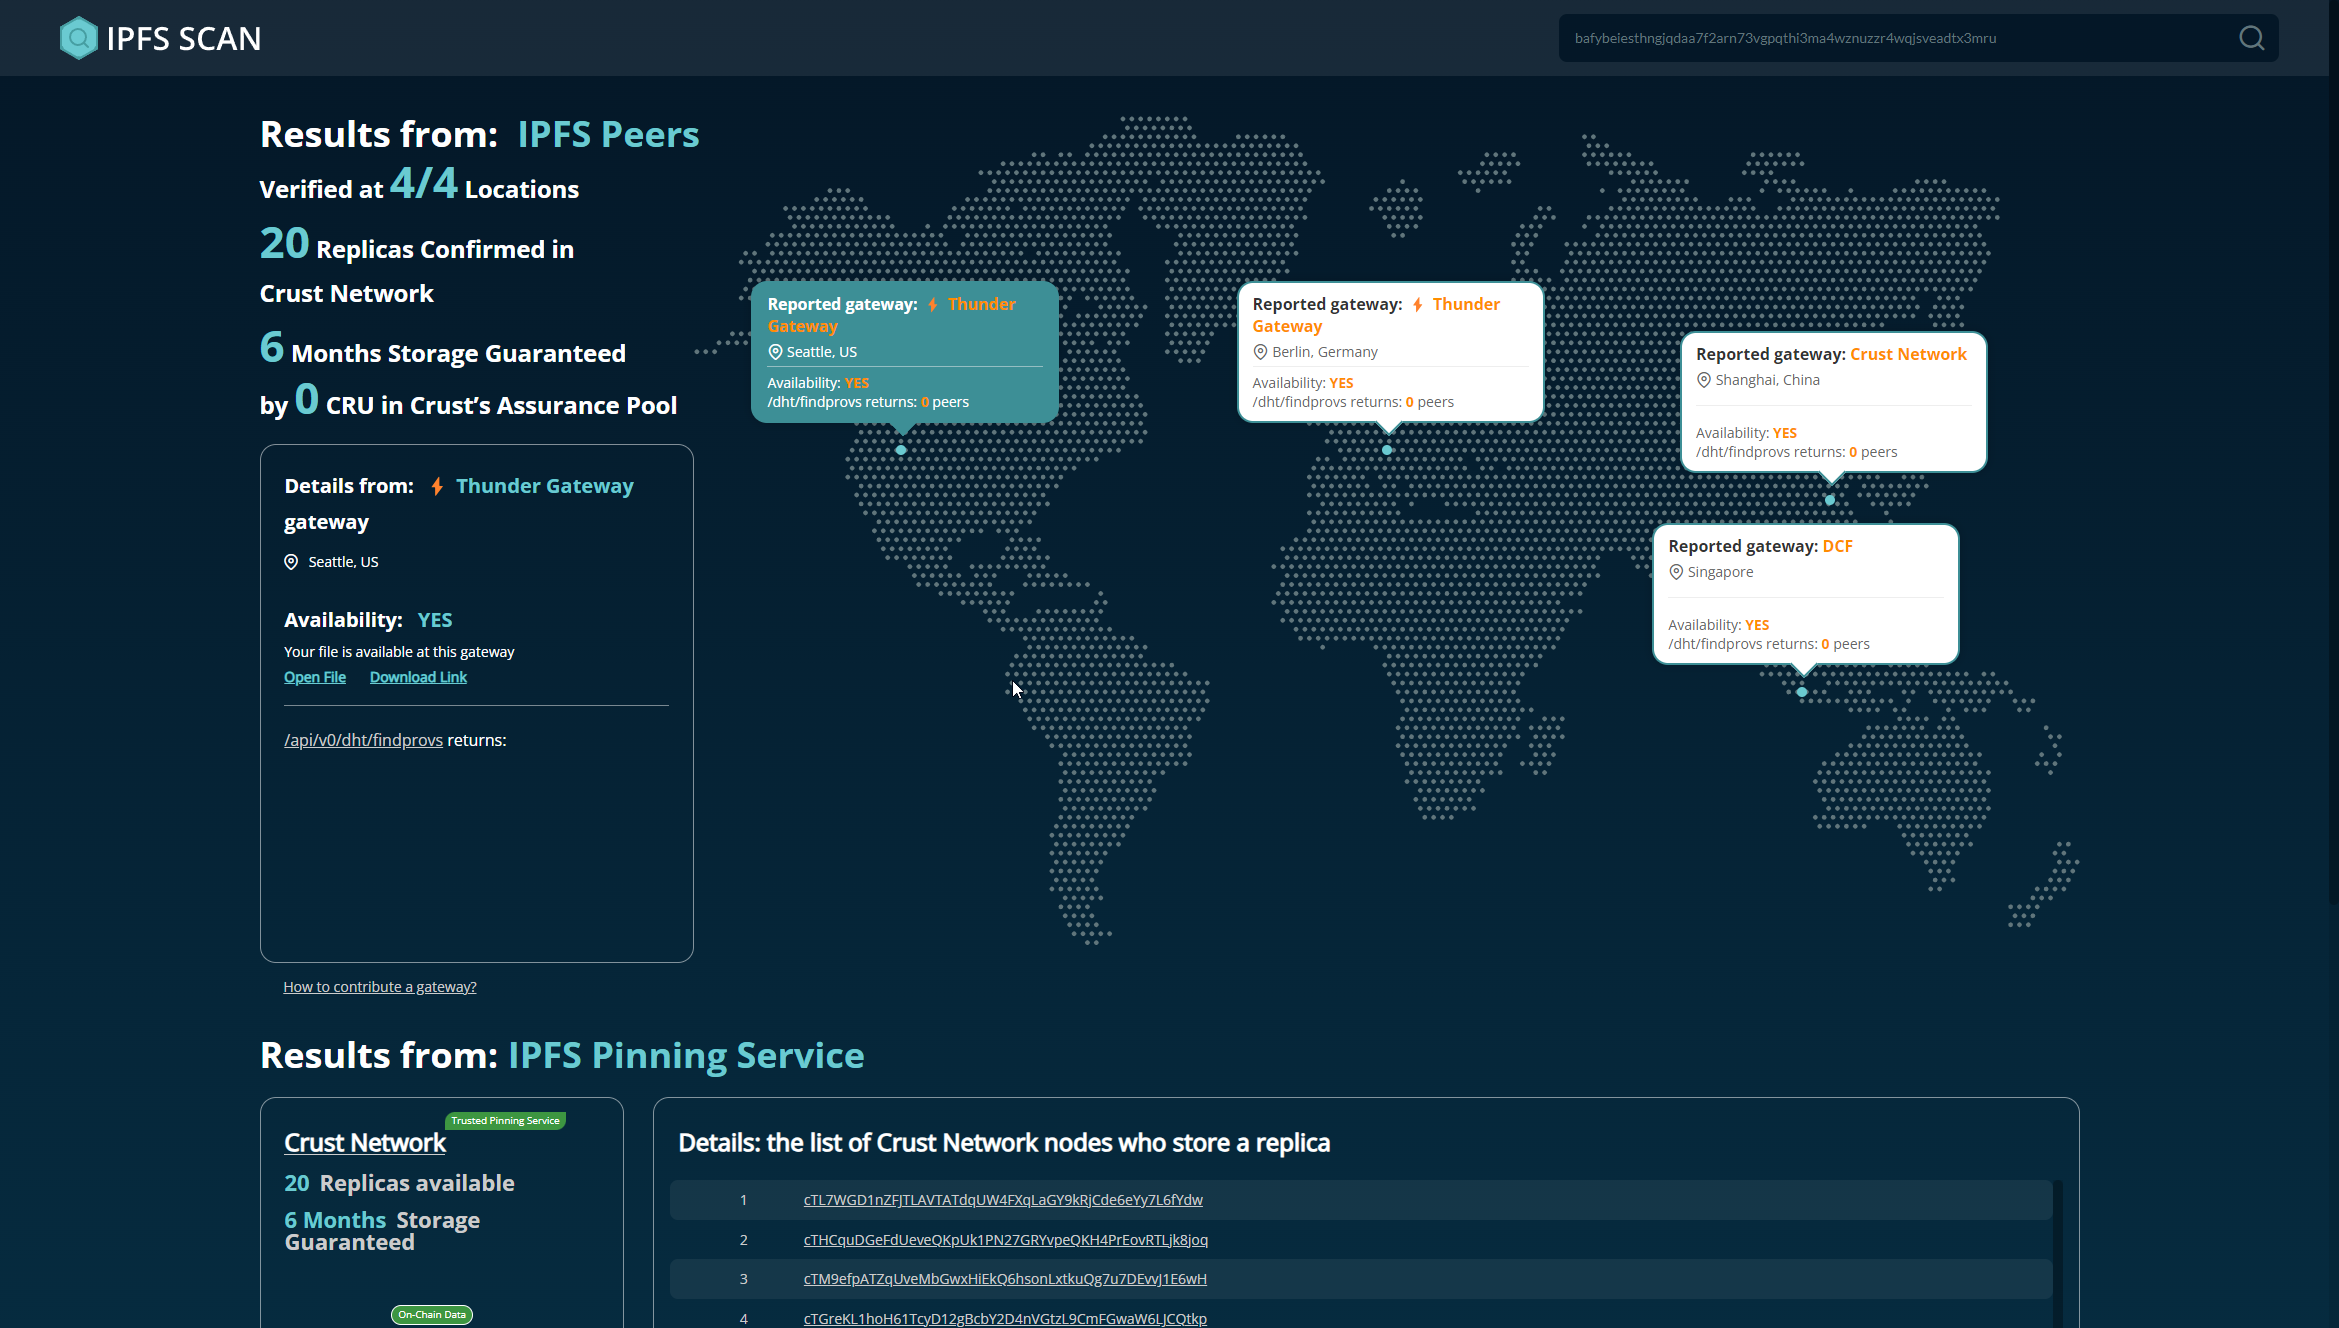 IPFS SCAN
bafybeiesthngjqdaa7f2arn73vgpqthi3ma4wznuzzr4wqjsveadtx3mru
Results from: IPFS Peers
Verified at 4/4 Locations
20 Replicas Confirmed in
Crust Network
6 Months Storage Guaranteed
by 0 CRU in Crust's Assurance Pool
Details from: Thunder Gateway
gateway
Seattle, US
Availability: YES
Your file is available at this gateway
Open File Download Link
/api/v0/dht/findprovs returns:
How to contribute a gateway?
Reported gateway: Thunder
Gateway
Seattle, US
Availability: YES
/dht/findprovs returns: 0 peers
Reported gateway: Thunder
Gateway
Berlin, Germany
Availability: YES
/dht/findprovs returns: 0 peers
Reported gateway: Crust Network
Shanghai, China
Availability: YES
/dht/findprovs returns: 0 peers
Reported gateway: DCF
Singapore
Availability: YES
/dht/findprovs returns: 0 peers
Results from: IPFS Pinning Service
Trusted Pinning Service
Crust Network
20 Replicas available
6 Months Storage
Guaranteed
On-Chain Data
Details: the list of Crust Network nodes who store a replica
1 cTL7WGD1nZFJTLAVTATdqUW4FXqLaGY9kRjCde6eYy7L6fYdw
2 cTHCquDGeFdUeveQKpUk1PN27GRYvpeQKH4PrEovRTLjk8joq
3 cTM9efpATZqUveMbGwxHiEkQ6hsonLxtkuQg7u7DEvvJ1E6wH
4 cTGreKL1hoH61TcyD12gBcbY2D4nVGtzL9CmFGwaW6LJCQtkp